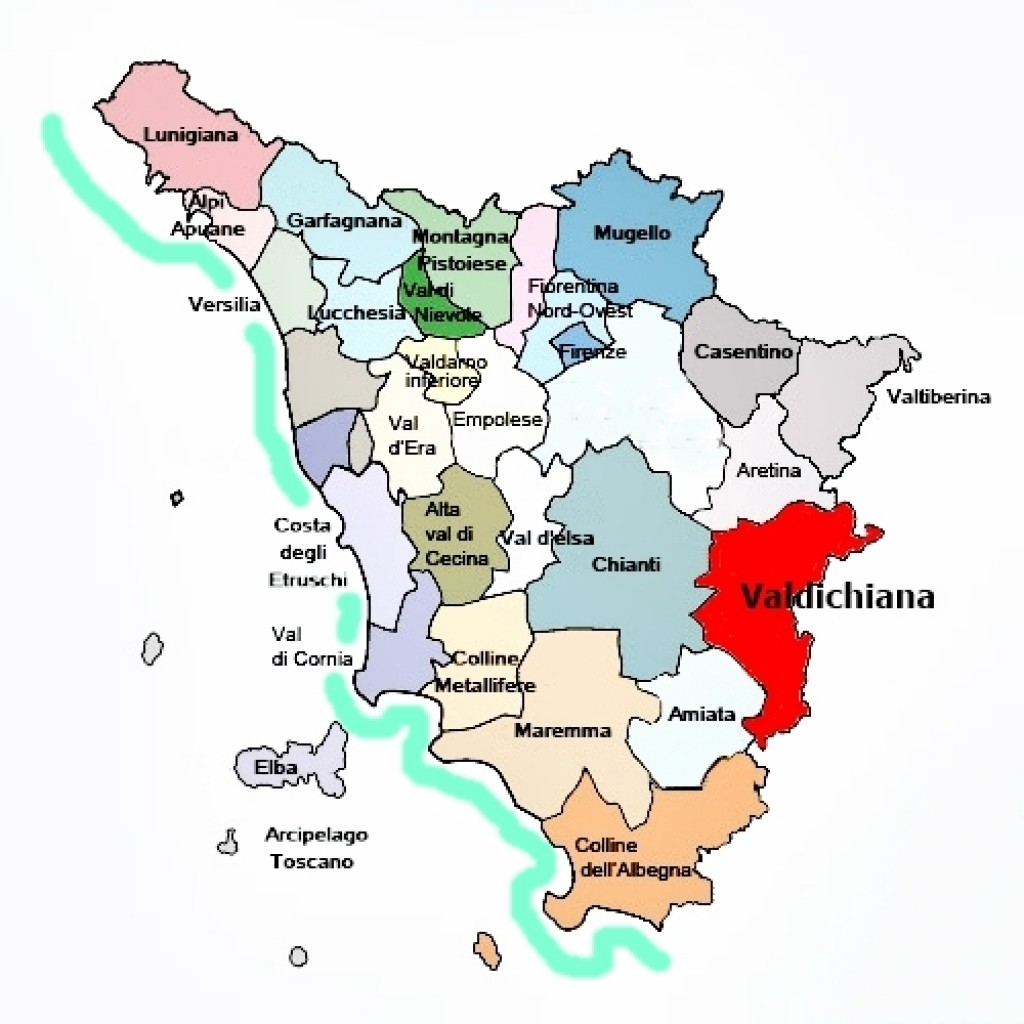 Lunigiana
Alpi
Apuane
Garfagnana
Montagna
Pistoiese
Mugello
Versilia
Lucchesia
Val di
Nievole
Fiorentina
Nord-Ovest
Firenze
Casentino
Valtiberina
Valdarno
inferiore
Empolese
Val
d'Era
Aretina
Costa
degli
Etruschi
Alta
val di
Cecina
Val d'elsa
Chianti
Valdichiana
Val
di Cornia
Colline
Metallifere
Maremma
Amiata
Elba
Arcipelago
Toscano
Colline
dell'Albegna